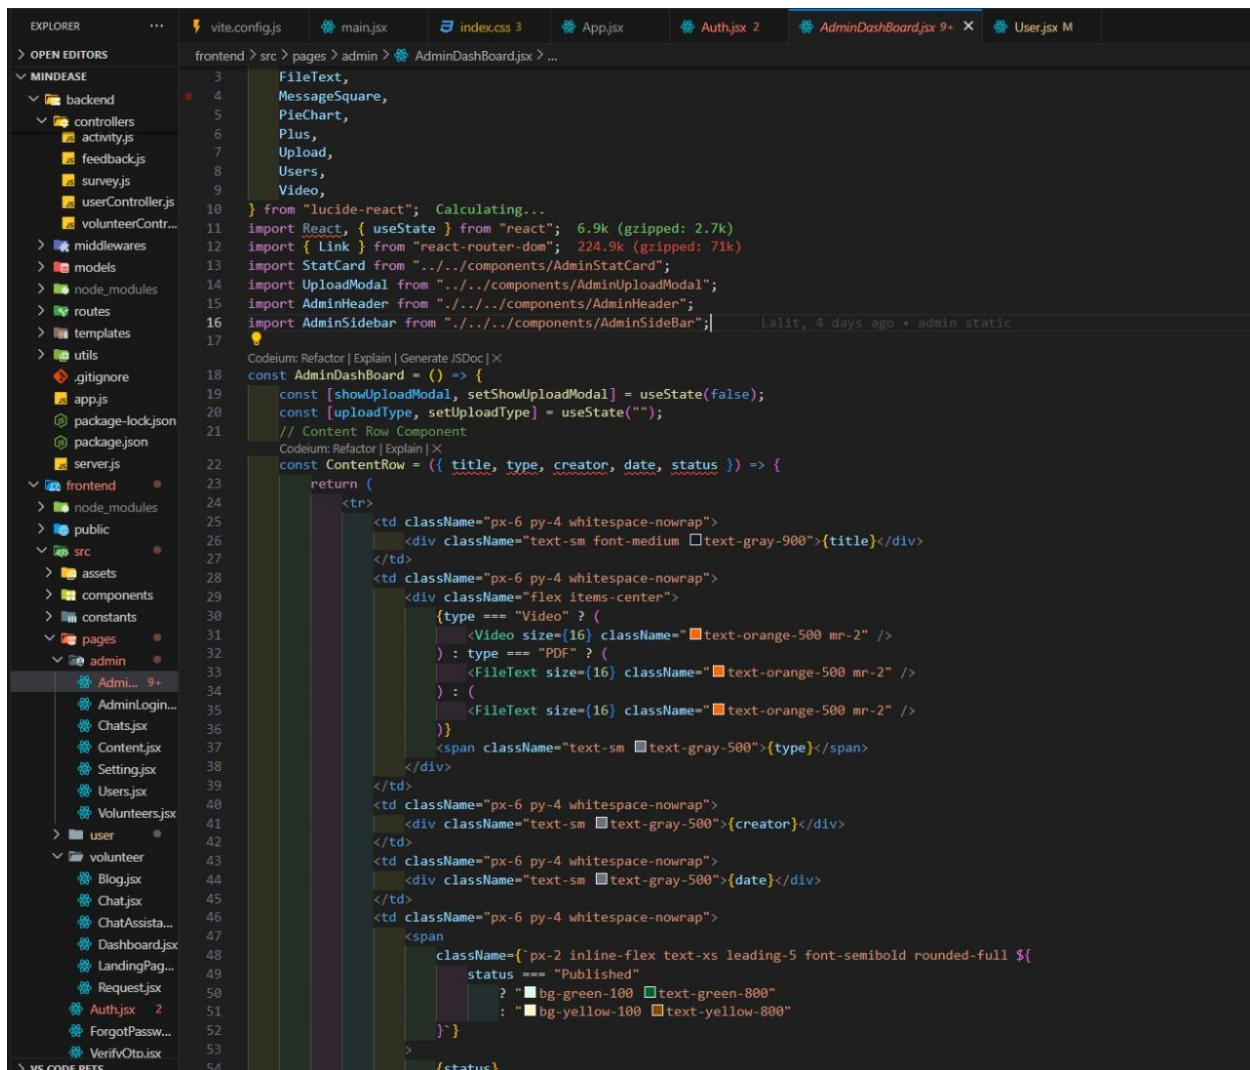 EXPLORER ...
OPEN EDITORS
MINDEASE
backend
controllers
activity.js
feedback.js
survey.js
userController.js
volunteerContr...
middlewares
models
node_modules
routes
templates
utils
.gitignore
app.js
package-lock.json
package.json
server.js
frontend
node_modules
public
src
assets
components
constants
pages
admin
Admi... 9+
AdminLogin...
Chats.jsx
Content.jsx
Setting.jsx
Users.jsx
Volunteers.jsx
user
volunteer
Blog.jsx
Chat.jsx
ChatAssista...
Dashboard.jsx
LandingPag...
Request.jsx
Auth.jsx 2
ForgotPassw...
VerifyOtp.jsx
VS CODE PETS
vite.config.js main.jsx index.css 3 App.jsx Auth.jsx 2 AdminDashBoard.jsx 9+ × User.jsx M
frontend > src > pages > admin > AdminDashBoard.jsx > ...
3 FileText,
4 MessageSquare,
5 PieChart,
6 Plus,
7 Upload,
8 Users,
9 Video,
10 } from "lucide-react"; Calculating...
11 import React, { useState } from "react"; 6.9k (gzipped: 2.7k)
12 import { Link } from "react-router-dom"; 224.9k (gzipped: 71k)
13 import StatCard from "../../components/AdminStatCard";
14 import UploadModal from "../../components/AdminUploadModal";
15 import AdminHeader from "./../../components/AdminHeader";
16 import AdminSidebar from "./../../components/AdminSideBar"; Lalit, 4 days ago • admin static
17
Codeium: Refactor | Explain | Generate JSDoc | ×
18 const AdminDashBoard = () => {
19 const [showUploadModal, setShowUploadModal] = useState(false);
20 const [uploadType, setUploadType] = useState("");
21 // Content Row Component
Codeium: Refactor | Explain | ×
22 const ContentRow = ({ title, type, creator, date, status }) => {
23 return (
24 <tr>
25 <td className="px-6 py-4 whitespace-nowrap">
26 <div className="text-sm font-medium text-gray-900">{title}</div>
27 </td>
28 <td className="px-6 py-4 whitespace-nowrap">
29 <div className="flex items-center">
30 {type === "Video" ? (
31 <Video size={16} className="text-orange-500 mr-2" />
32 ) : type === "PDF" ? (
33 <FileText size={16} className="text-orange-500 mr-2" />
34 ) : (
35 <FileText size={16} className="text-orange-500 mr-2" />
36 )}
37 <span className="text-sm text-gray-500">{type}</span>
38 </div>
39 </td>
40 <td className="px-6 py-4 whitespace-nowrap">
41 <div className="text-sm text-gray-500">{creator}</div>
42 </td>
43 <td className="px-6 py-4 whitespace-nowrap">
44 <div className="text-sm text-gray-500">{date}</div>
45 </td>
46 <td className="px-6 py-4 whitespace-nowrap">
47 <span
48 className={`px-2 inline-flex text-xs leading-5 font-semibold rounded-full ${
49 status === "Published"
50 ? "bg-green-100 text-green-800"
51 : "bg-yellow-100 text-yellow-800"
52 }`}
53 >
54 {status}